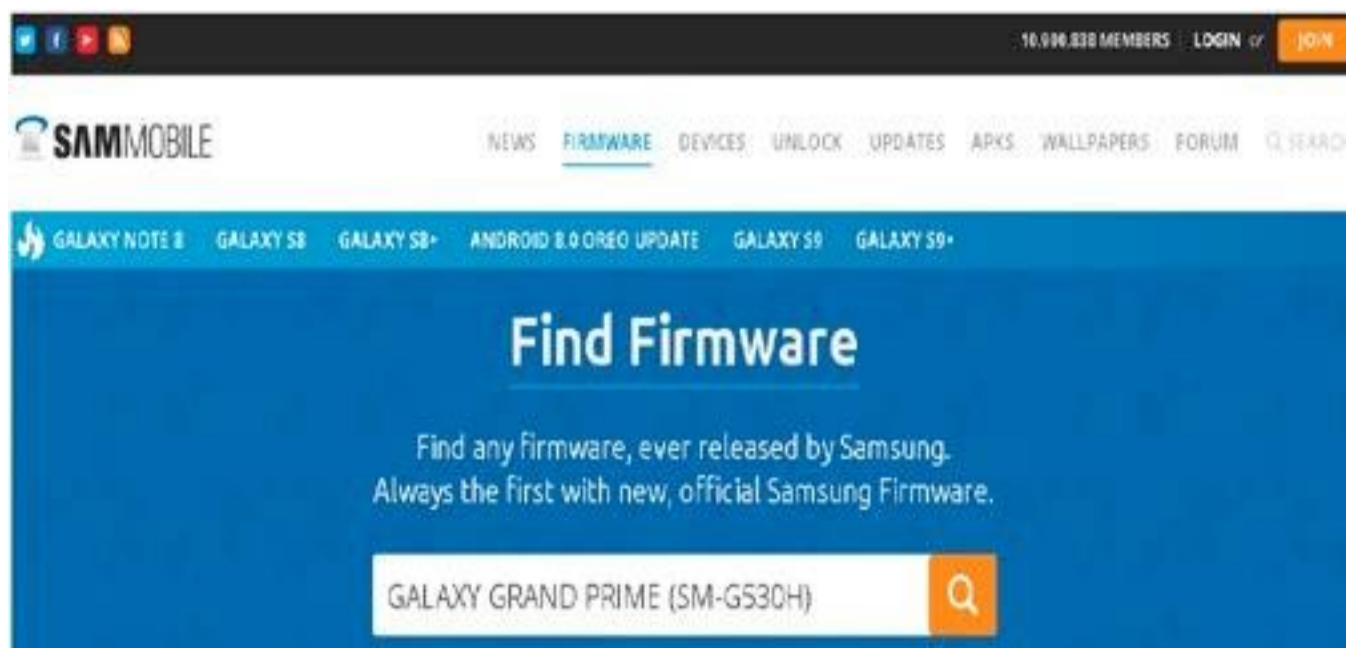 10.900.838 MEMBERS LOGIN or JOIN
SAMMOBILE
NEWS FIRMWARE DEVICES UNLOCK UPDATES APKS WALLPAPERS FORUM SEARCH
GALAXY NOTE 8 GALAXY S8 GALAXY S8+ ANDROID 8.0 OREO UPDATE GALAXY S9 GALAXY S9+
Find Firmware
Find any firmware, ever released by Samsung.
Always the first with new, official Samsung Firmware.
GALAXY GRAND PRIME (SM-G530H)